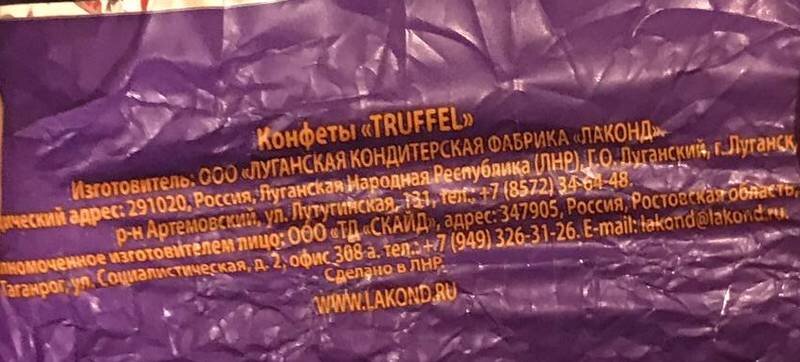 Конфеты «TRUFFEL»
Изготовитель: ООО «ЛУГАНСКАЯ КОНДИТЕРСКАЯ ФАБРИКА «ЛАКОНД»
ический адрес: 291020, Россия, Луганская Народная Республика (ЛНР), Г.О. Луганский, г. Луганск,
р-н Артемовский, ул. Лутугинская, 131, тел.: +7 (8572) 34-64-48.
лномоченное изготовителем лицо: ООО «ТД «СКАЙД», адрес: 347905, Россия, Ростовская область,
Таганрог, ул. Социалистическая, д. 2, офис 308 а. тел.: +7 (949) 326-31-26. E-mail: lakond@lakond.ru
Сделано в ЛНР.
WWW.LAKOND.RU